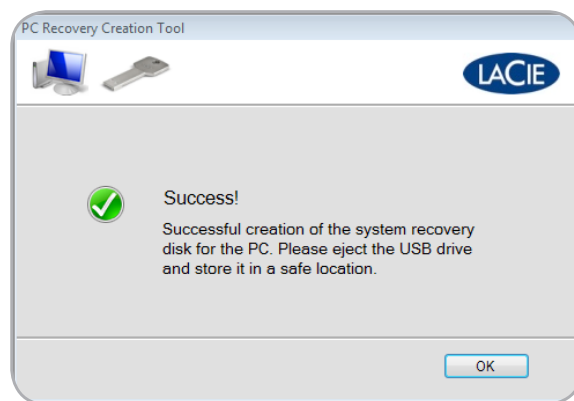 PC Recovery Creation Tool
LACIE
Success!
Successful creation of the system recovery
disk for the PC. Please eject the USB drive
and store it in a safe location.
OK